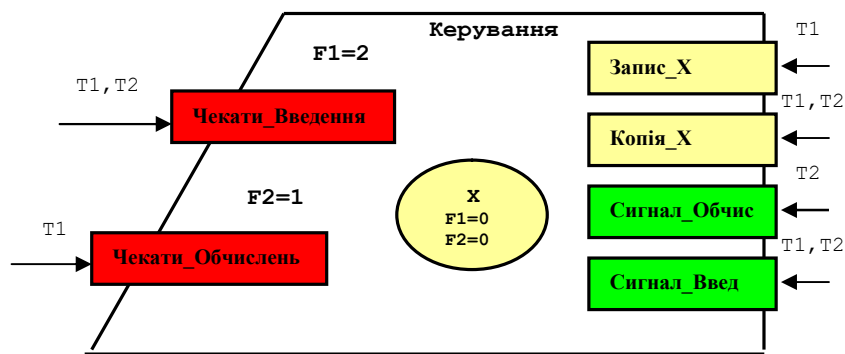 Керування
T1
F1=2
Запис_X
T1,T2
T1,T2
Чекати_Введення
Копія_X
T2
F2=1
X
F1=0
F2=0
Сигнал_Обчис
T1
T1,T2
Чекати_Обчислень
Сигнал_Введ